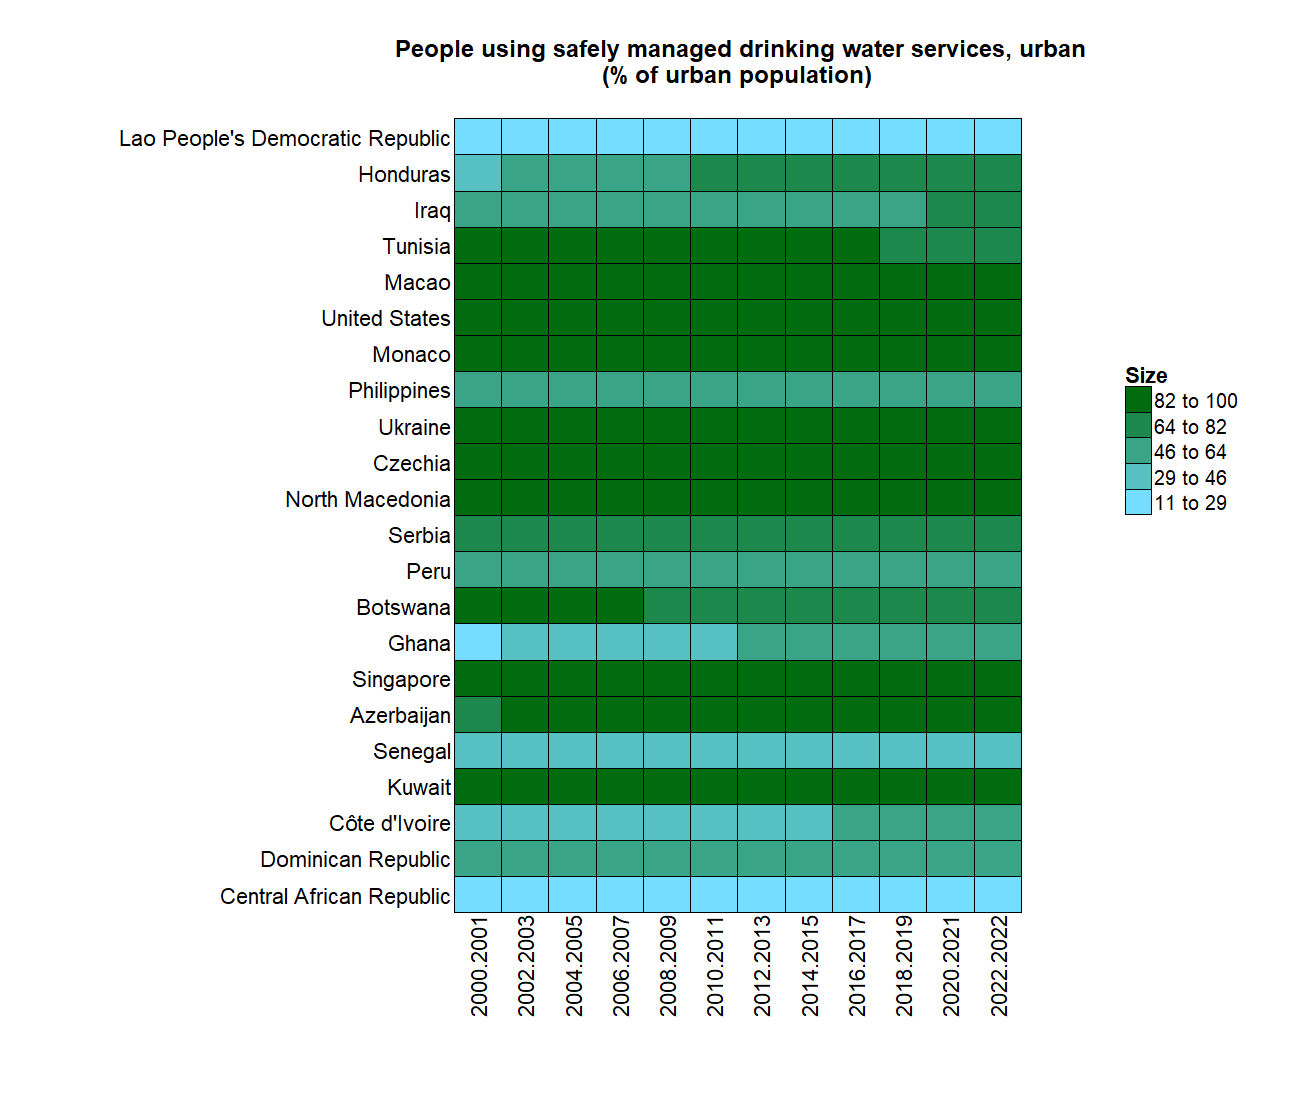 People using safely managed drinking water services, urban
(% of urban population)
Lao People's Democratic Republic
Honduras
Iraq
Tunisia
Macao
United States
Monaco
Philippines
Ukraine
Czechia
North Macedonia
Serbia
Peru
Botswana
Ghana
Singapore
Azerbaijan
Senegal
Kuwait
Côte d'Ivoire
Dominican Republic
Central African Republic
2000.2001
2002.2003
2004.2005
2006.2007
2008.2009
2010.2011
2012.2013
2014.2015
2016.2017
2018.2019
2020.2021
2022.2022
Size
82 to 100
64 to 82
46 to 64
29 to 46
11 to 29